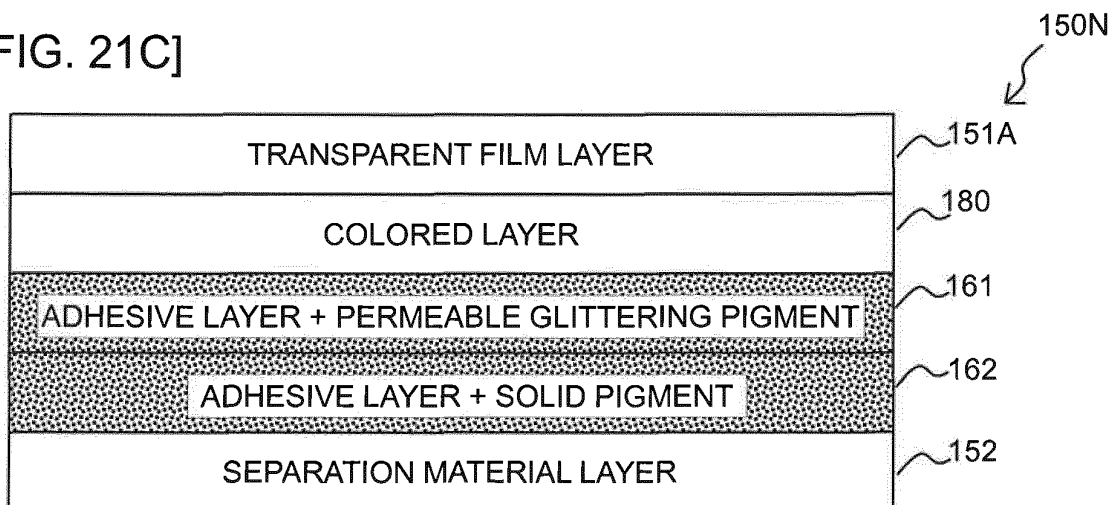 FIG. 21C]
150N
TRANSPARENT FILM LAYER
151A
COLORED LAYER
180
ADHESIVE LAYER + PERMEABLE GLITTERING PIGMENT
161
ADHESIVE LAYER + SOLID PIGMENT
162
SEPARATION MATERIAL LAYER
152